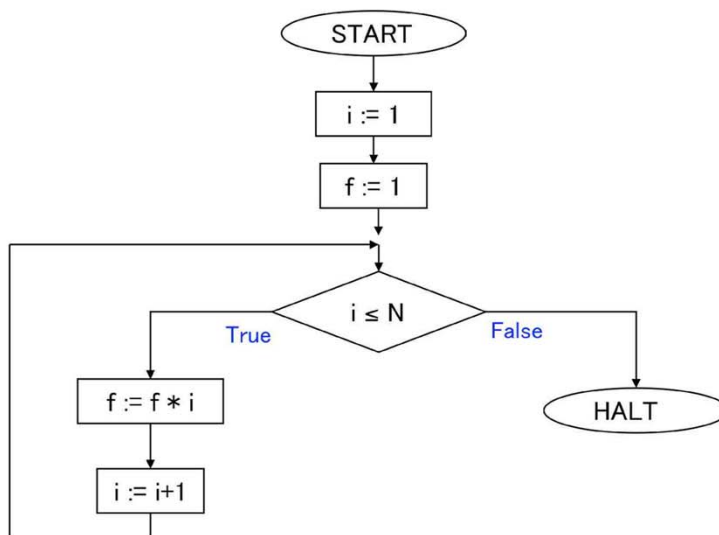 START
i := 1
f := 1
i ≤ N
True
False
f := f * i
HALT
i := i+1